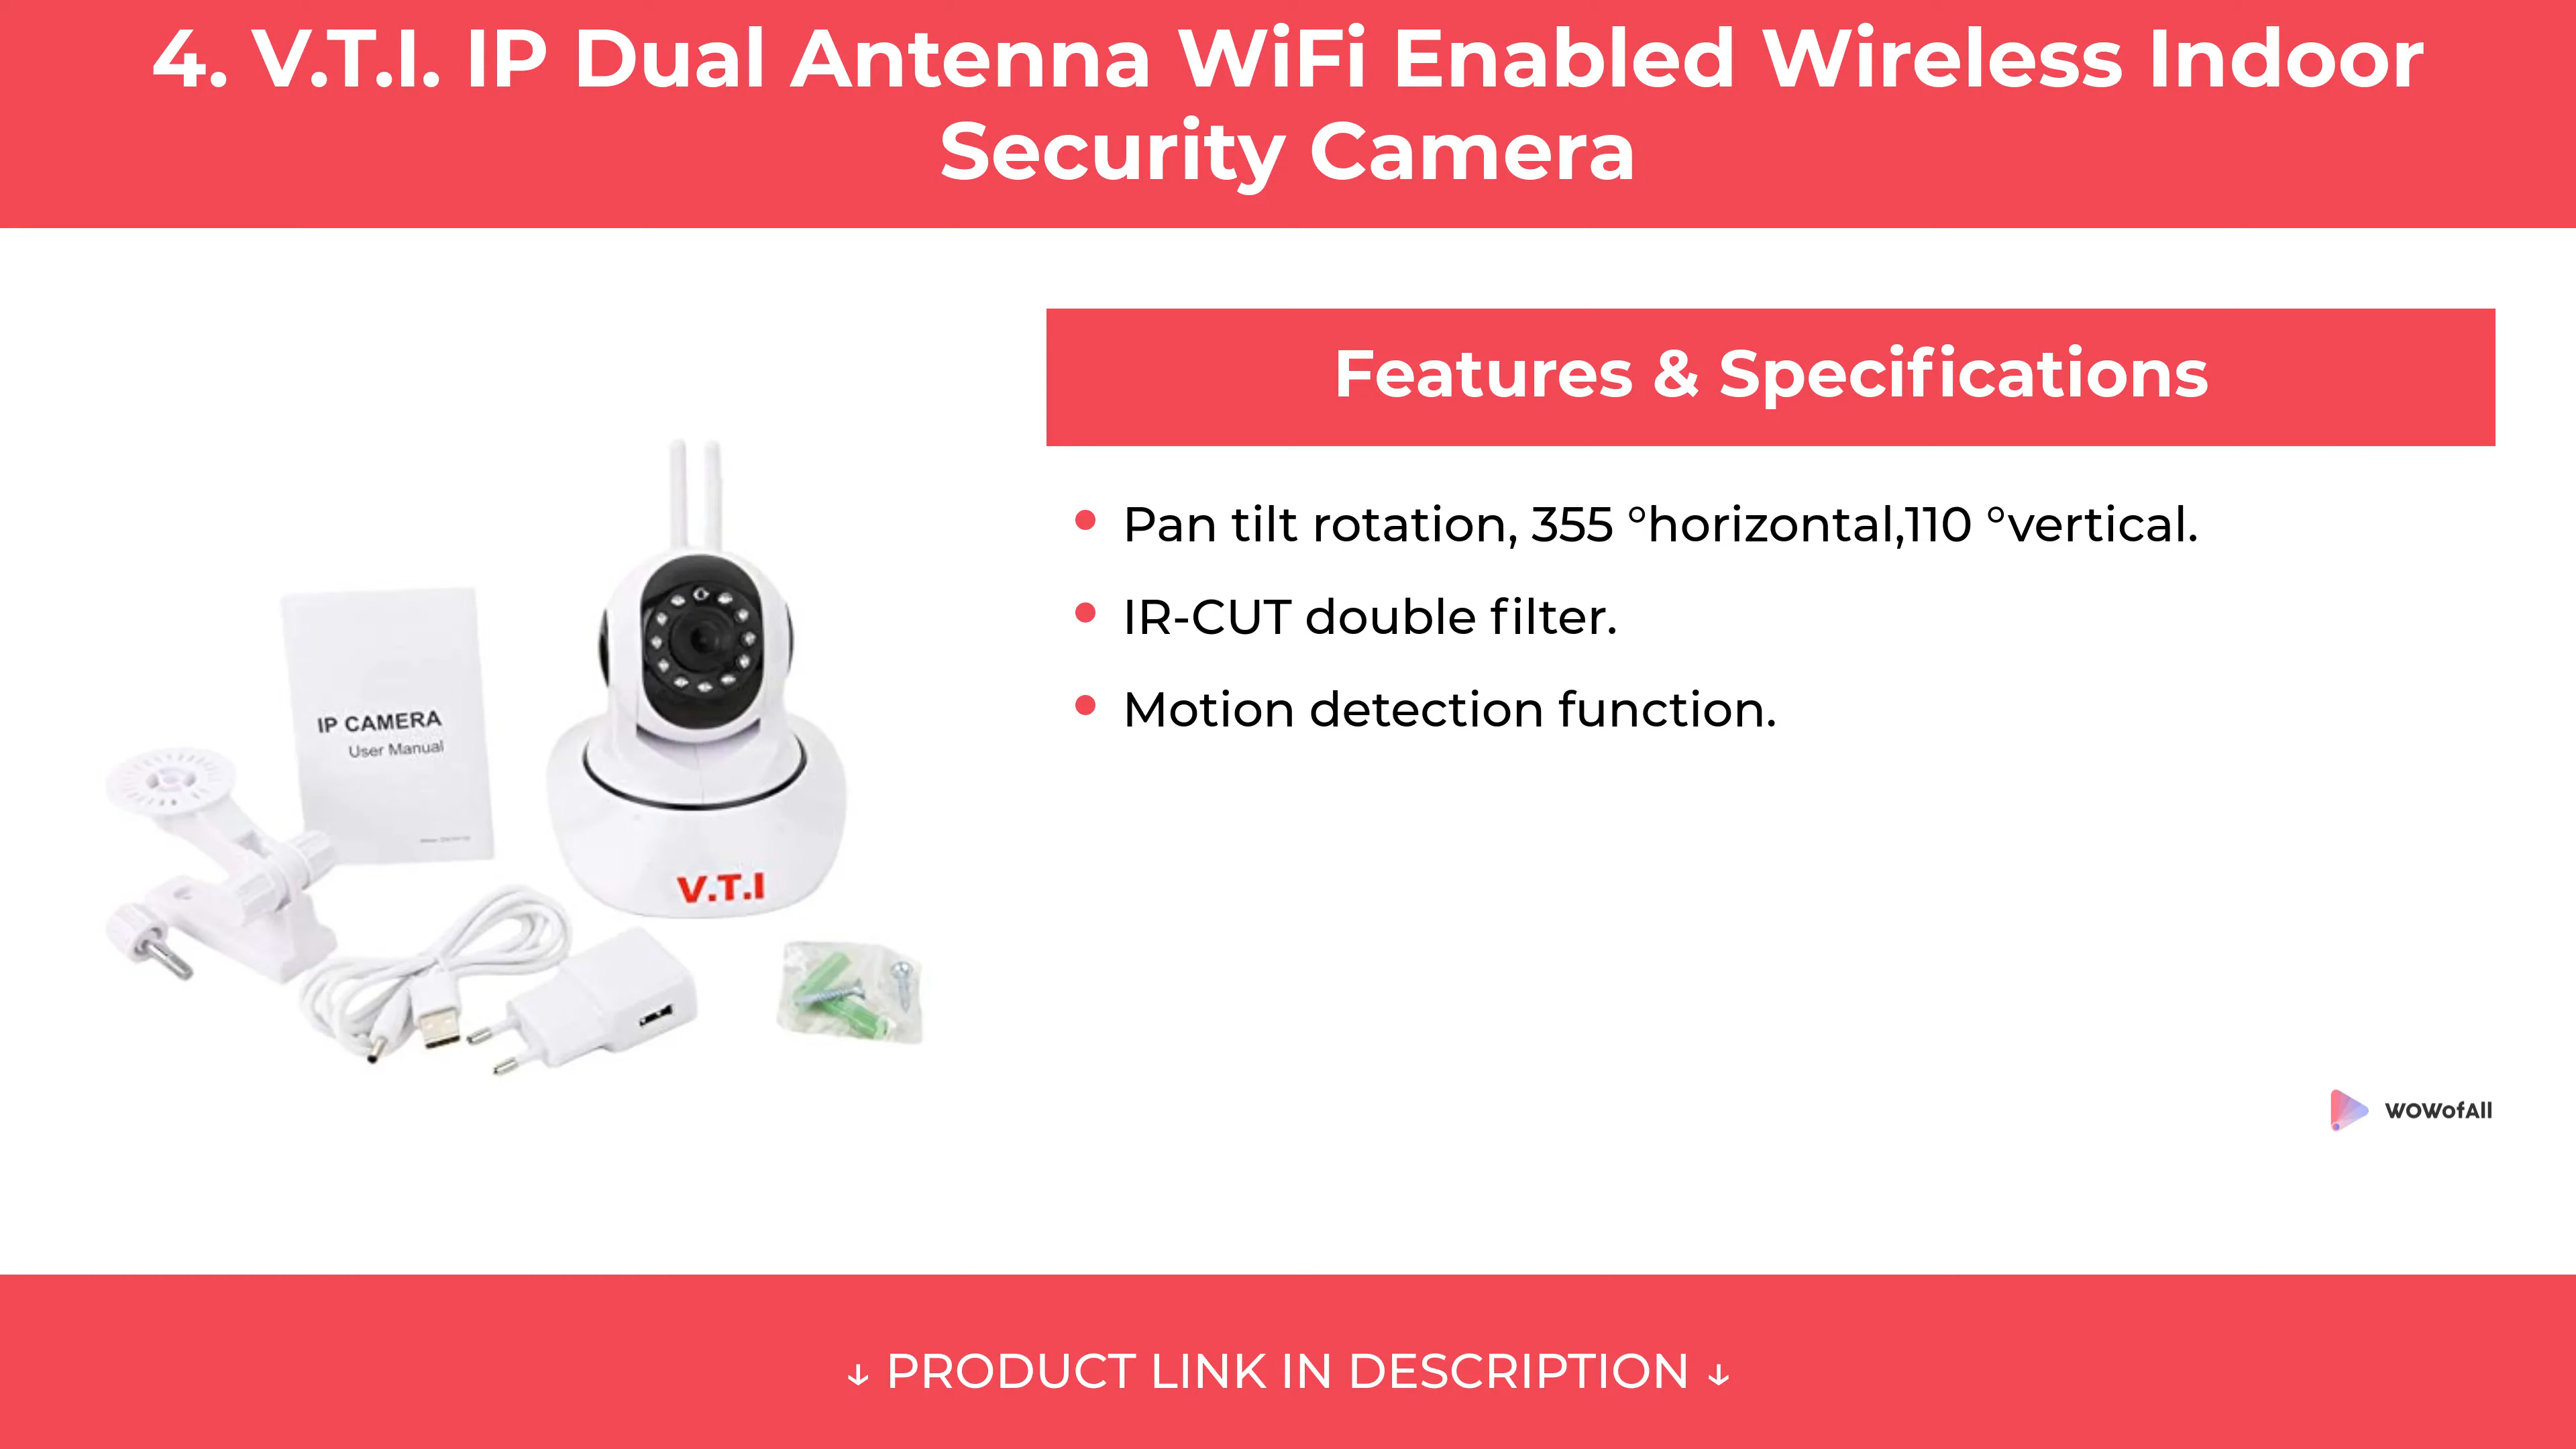 4. V.T.I. IP Dual Antenna WiFi Enabled Wireless Indoor
Security Camera
Features & Specifications
Pan tilt rotation, 355 °horizontal,110 °vertical.
IR-CUT double filter.
Motion detection function.
IP CAMERA
User Manual
V.T.I
WOWofAll
↓ PRODUCT LINK IN DESCRIPTION ↓